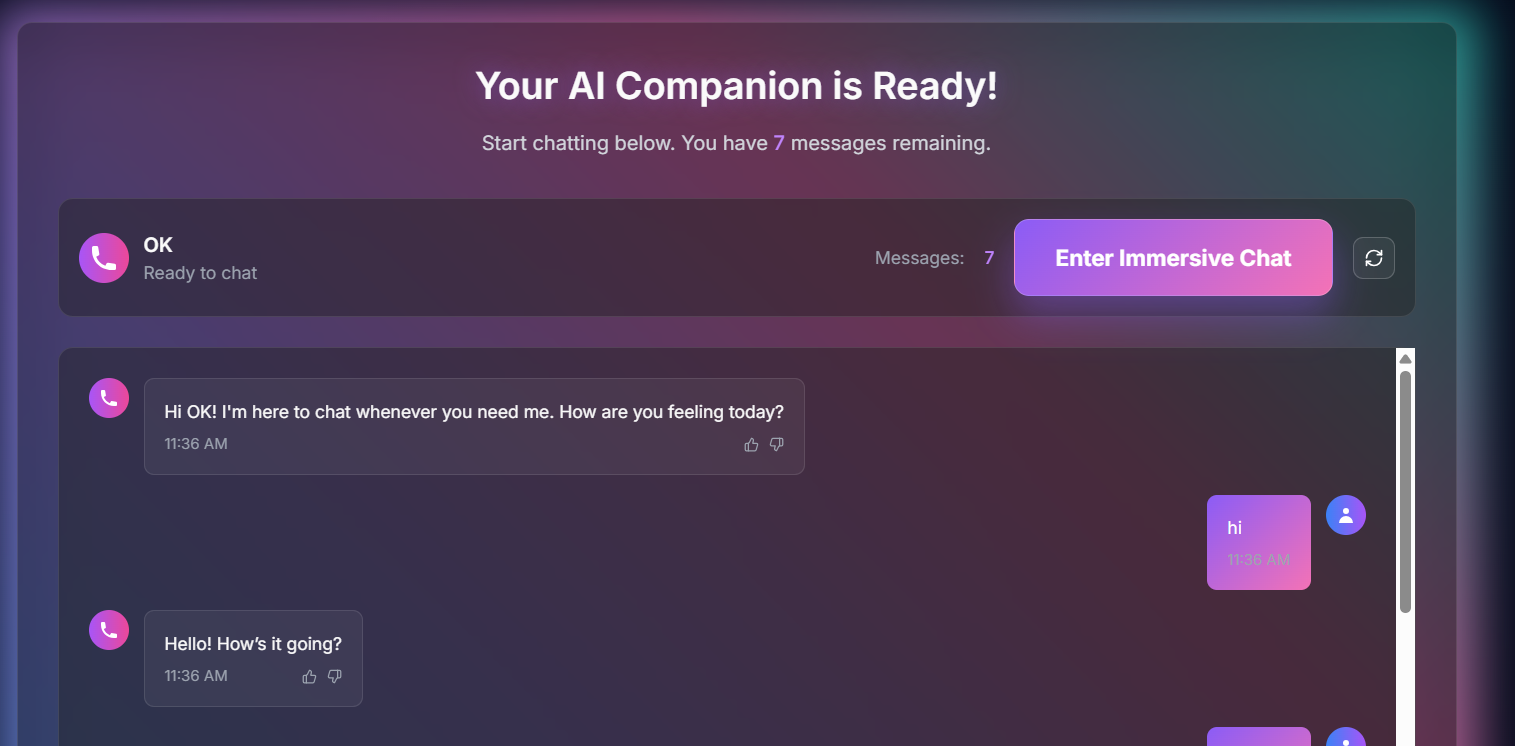 Your AI Companion is Ready!
Start chatting below. You have 7 messages remaining.
OK
Ready to chat
Messages: 7
Enter Immersive Chat
Hi OK! I'm here to chat whenever you need me. How are you feeling today?
11:36 AM
hi
11:36 AM
Hello! How’s it going?
11:36 AM